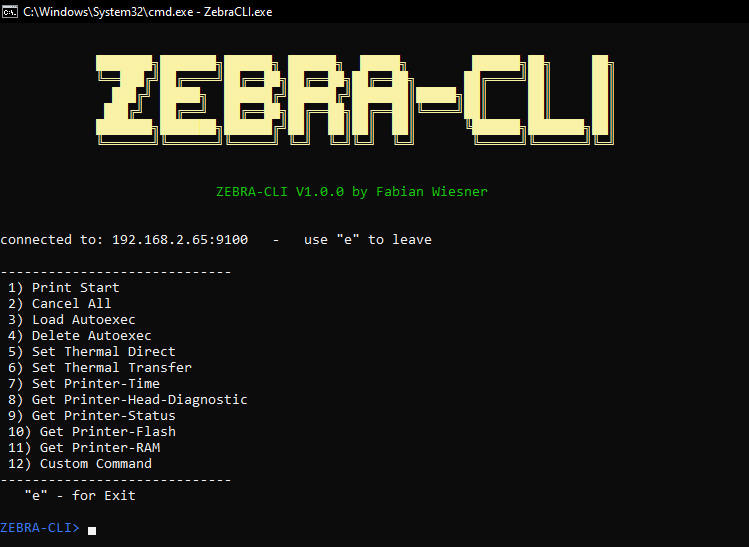 C:\Windows\System32\cmd.exe - ZebraCLI.exe
ZEBRA-CLI
ZEBRA-CLI V1.0.0 by Fabian Wiesner
connected to: 192.168.2.65:9100   -   use "e" to leave
-----------------------------
1) Print Start
2) Cancel All
3) Load Autoexec
4) Delete Autoexec
5) Set Thermal Direct
6) Set Thermal Transfer
7) Set Printer-Time
8) Get Printer-Head-Diagnostic
9) Get Printer-Status
10) Get Printer-Flash
11) Get Printer-RAM
12) Custom Command
-----------------------------
"e" - for Exit
ZEBRA-CLI>